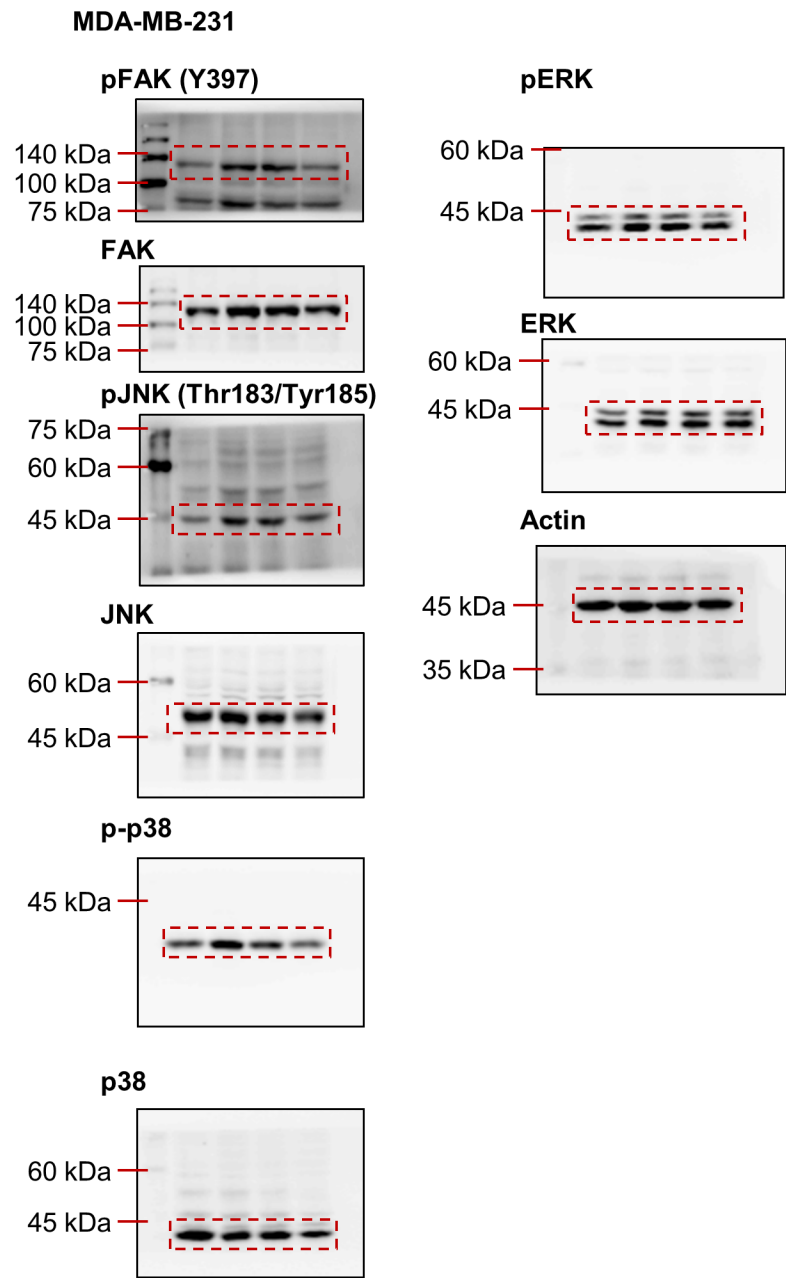 MDA-MB-231
pFAK (Y397)
140 kDa
100 kDa
75 kDa
FAK
140 kDa
100 kDa
75 kDa
pJNK (Thr183/Tyr185)
75 kDa
60 kDa
45 kDa
JNK
60 kDa
45 kDa
p-p38
45 kDa
p38
60 kDa
45 kDa
pERK
60 kDa
45 kDa
ERK
60 kDa
45 kDa
Actin
45 kDa
35 kDa